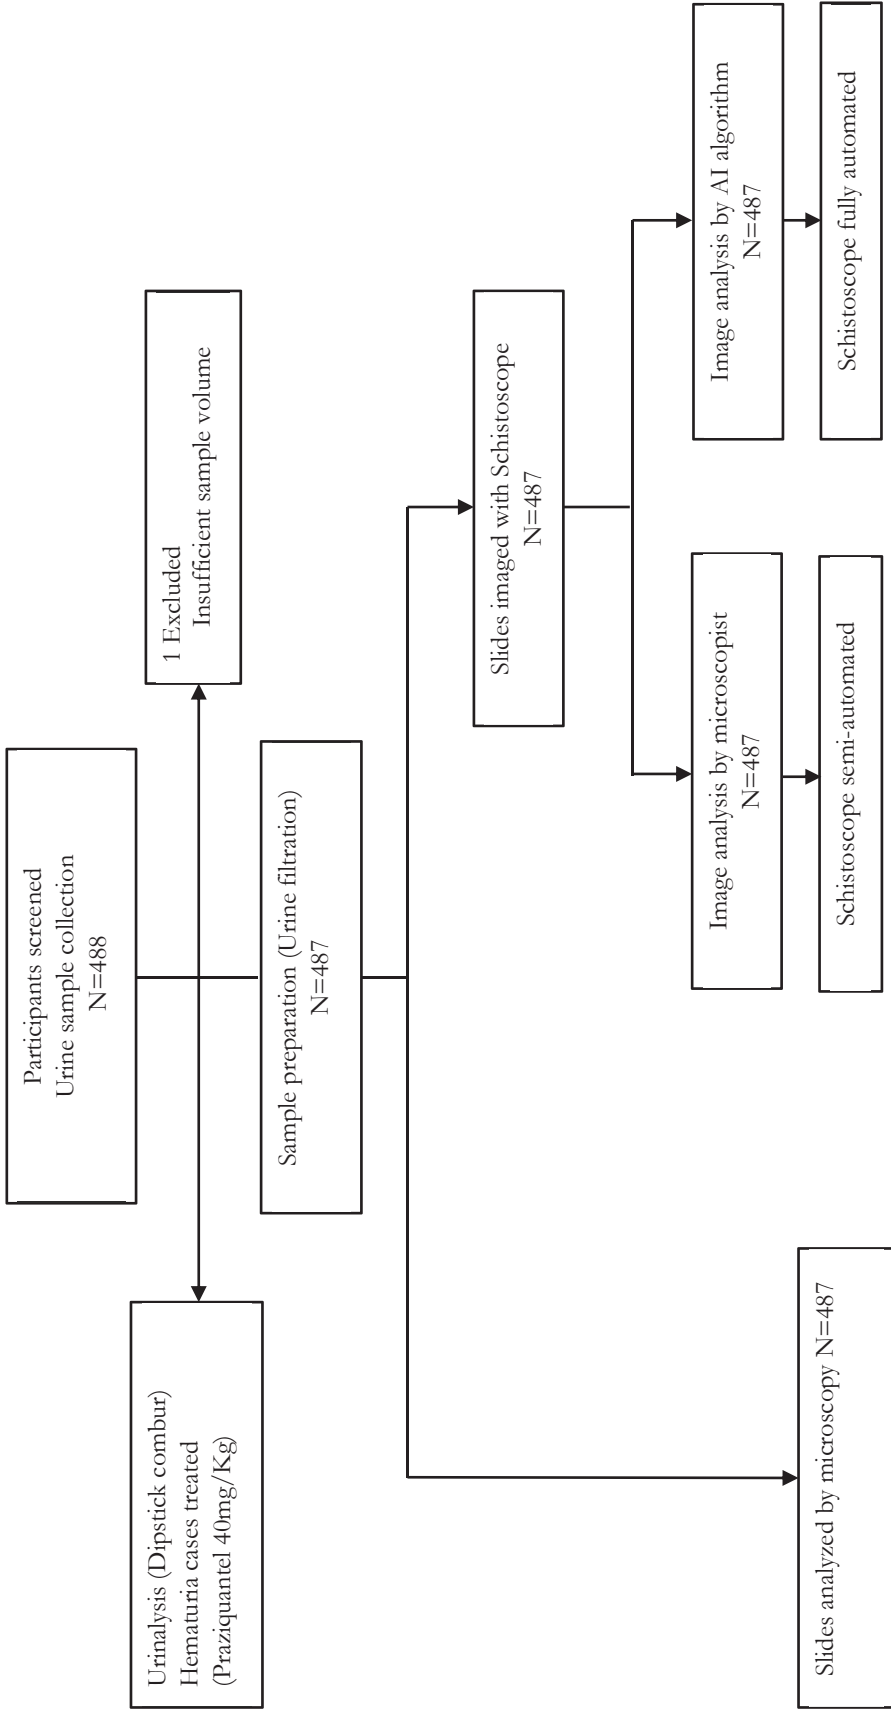 Participants screened
Urine sample collection
N=488
Urinalysis (Dipstick combur)
Hematuria cases treated
(Praziquantel 40mg/Kg)
1 Excluded
Insufficient sample volume
Sample preparation (Urine filtration)
N=487
Slides imaged with Schistoscope
N=487
Image analysis by microscopist
N=487
Image analysis by AI algorithm
N=487
Slides analyzed by microscopy N=487
Schistoscope semi-automated
Schistoscope fully automated